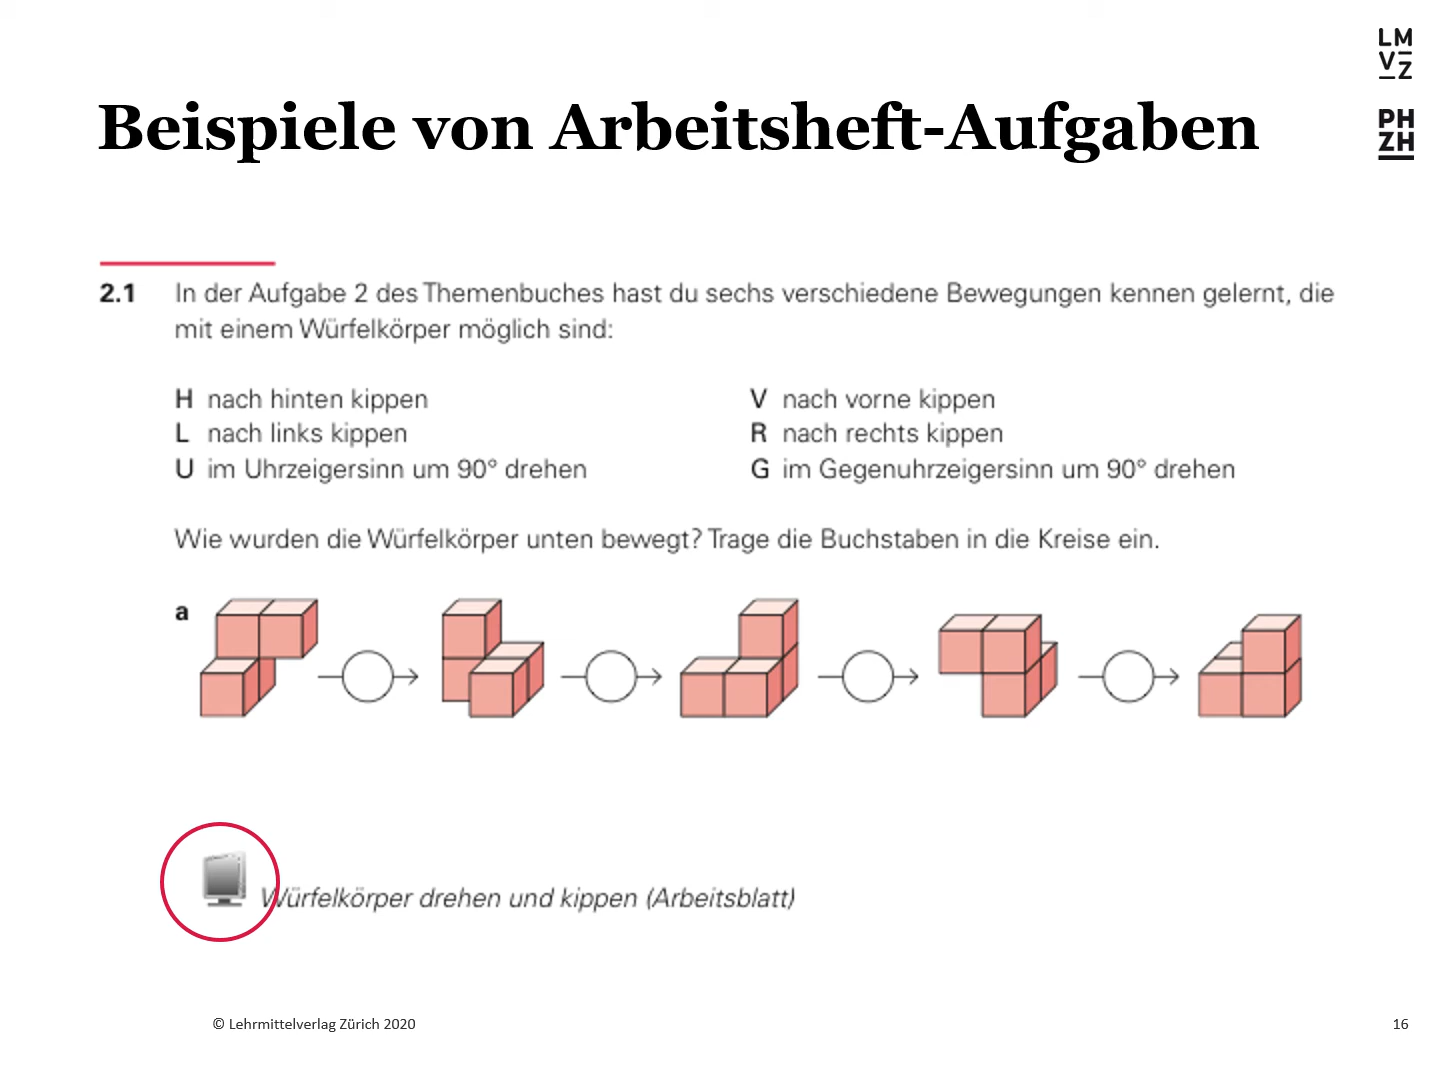 LM
VZ
PH
ZH
Beispiele von Arbeitsheft-Aufgaben
2.1 In der Aufgabe 2 des Themenbuches hast du sechs verschiedene Bewegungen kennen gelernt, die
mit einem Würfelkörper möglich sind:
H nach hinten kippen V nach vorne kippen
L nach links kippen R nach rechts kippen
U im Uhrzeigersinn um 90° drehen G im Gegenuhrzeigersinn um 90° drehen
Wie wurden die Würfelkörper unten bewegt? Trage die Buchstaben in die Kreise ein.
a
Würfelkörper drehen und kippen (Arbeitsblatt)
© Lehrmittelverlag Zürich 2020 16